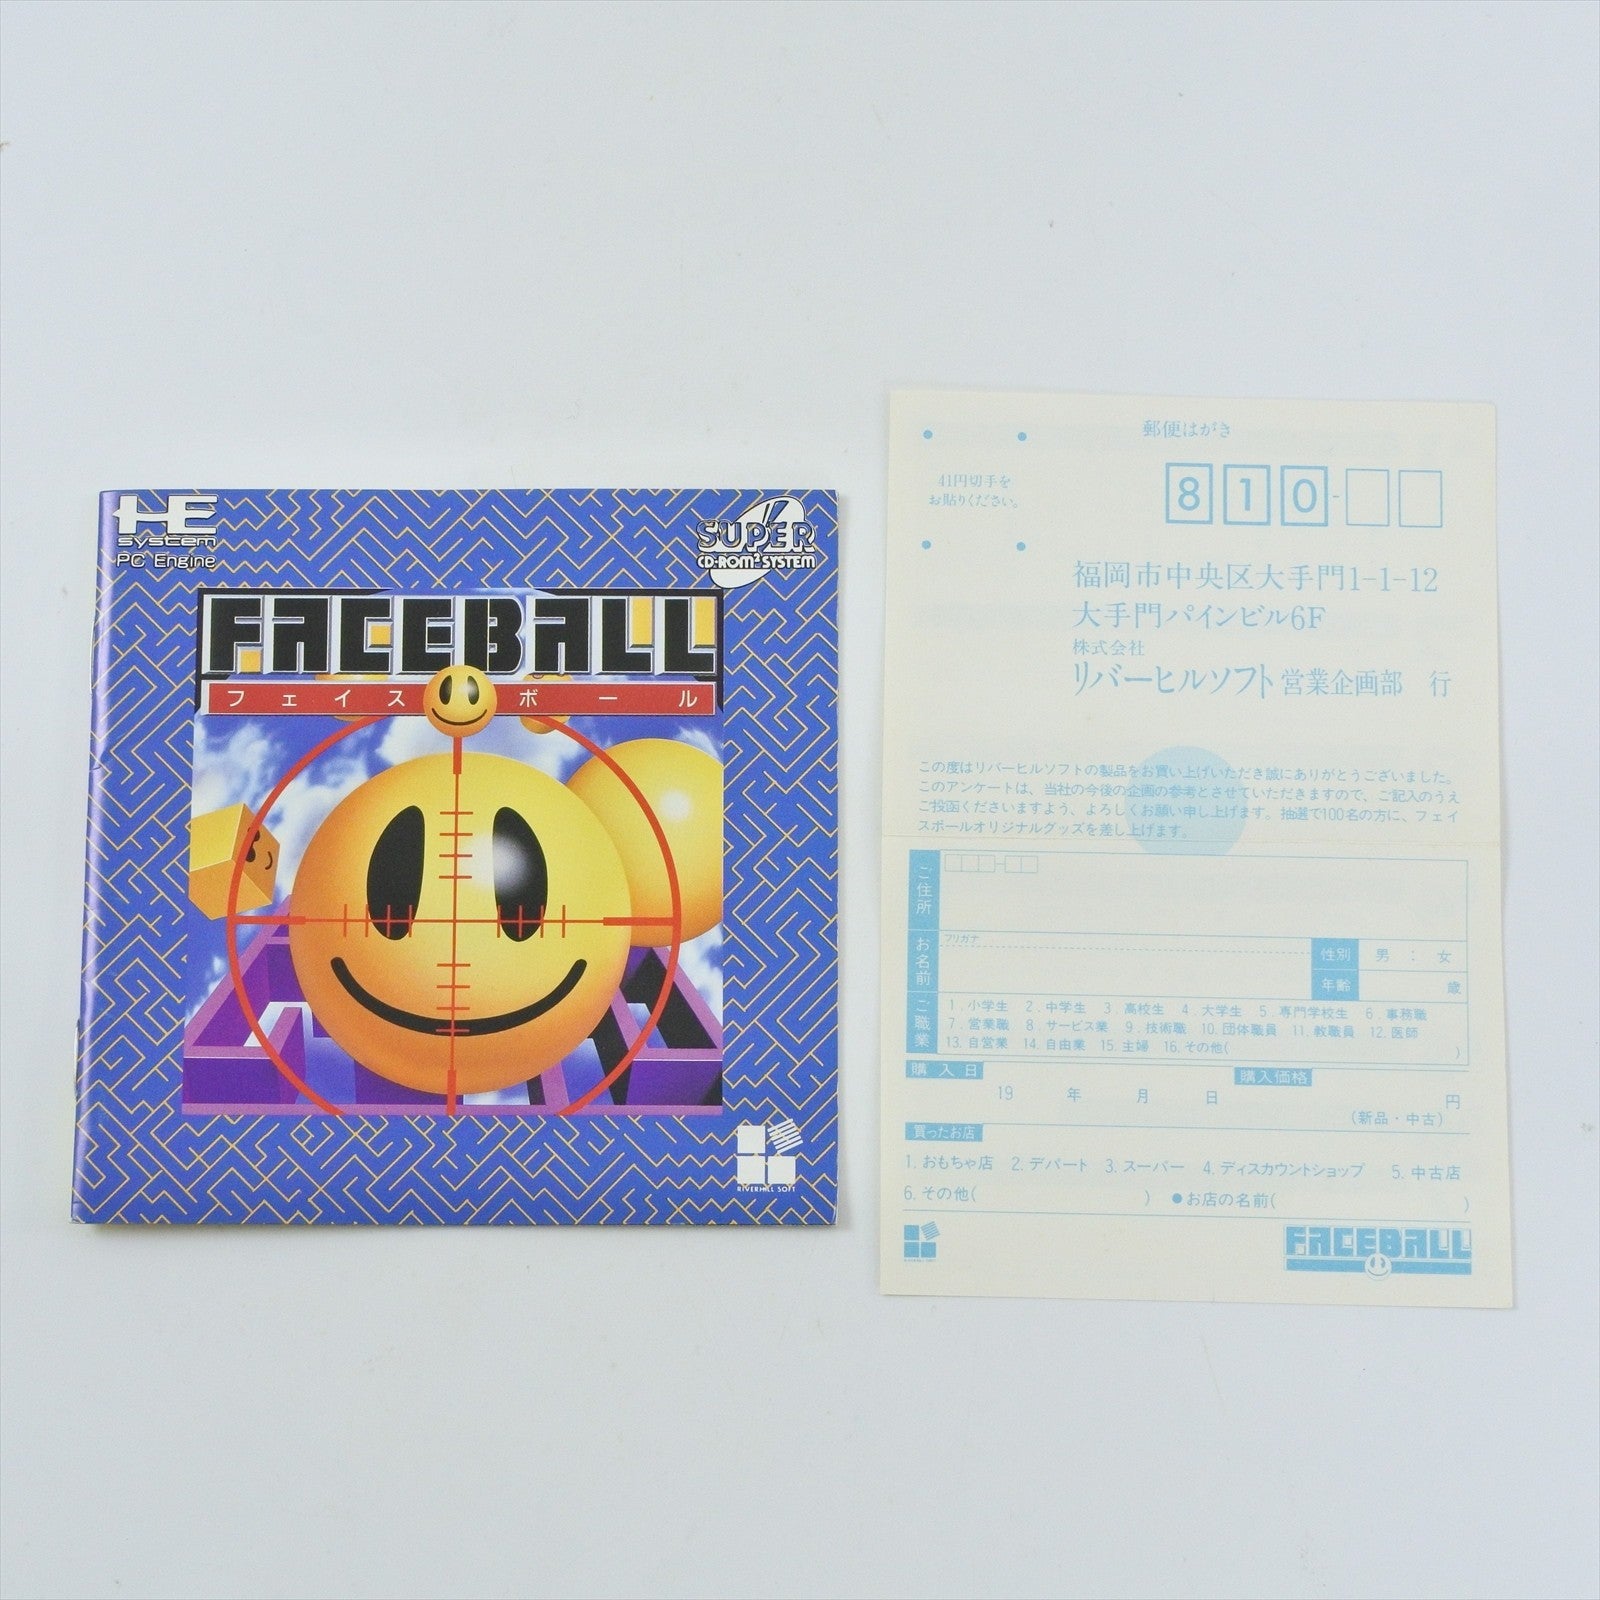 HE
system
PC Engine
SUPER
CD-ROM² SYSTEM
FACEBALL
フェイスボール
RIVERHILL SOFT
郵便はがき
41円切手を
お貼りください。
810-
福岡市中央区大手門1-1-12
大手門パインビル6F
株式会社
リバーヒルソフト営業企画部 行
この度はリバーヒルソフトの製品をお買い上げいただき誠にありがとうございました。
このアンケートは、当社の今後の企画の参考とさせていただきますので、ご記入のうえ
ご投函くださいますよう、よろしくお願い申し上げます。抽選で100名の方に、フェイ
スボールオリジナルグッズを差し上げます。
ご住所
お名前
フリガナ
性別 男 : 女
年齢 歳
ご職業
1.小学生 2.中学生 3.高校生 4.大学生 5.専門学校生 6.事務職
7.営業職 8.サービス業 9.技術職 10.団体職員 11.教職員 12.医師
13.自営業 14.自由業 15.主婦 16.その他( )
購入日
19 年 月 日
購入価格
円
(新品・中古)
買ったお店
1.おもちゃ店 2.デパート 3.スーパー 4.ディスカウントショップ 5.中古店
6.その他( ) ●お店の名前( )
RIVERHILL SOFT
FACEBALL